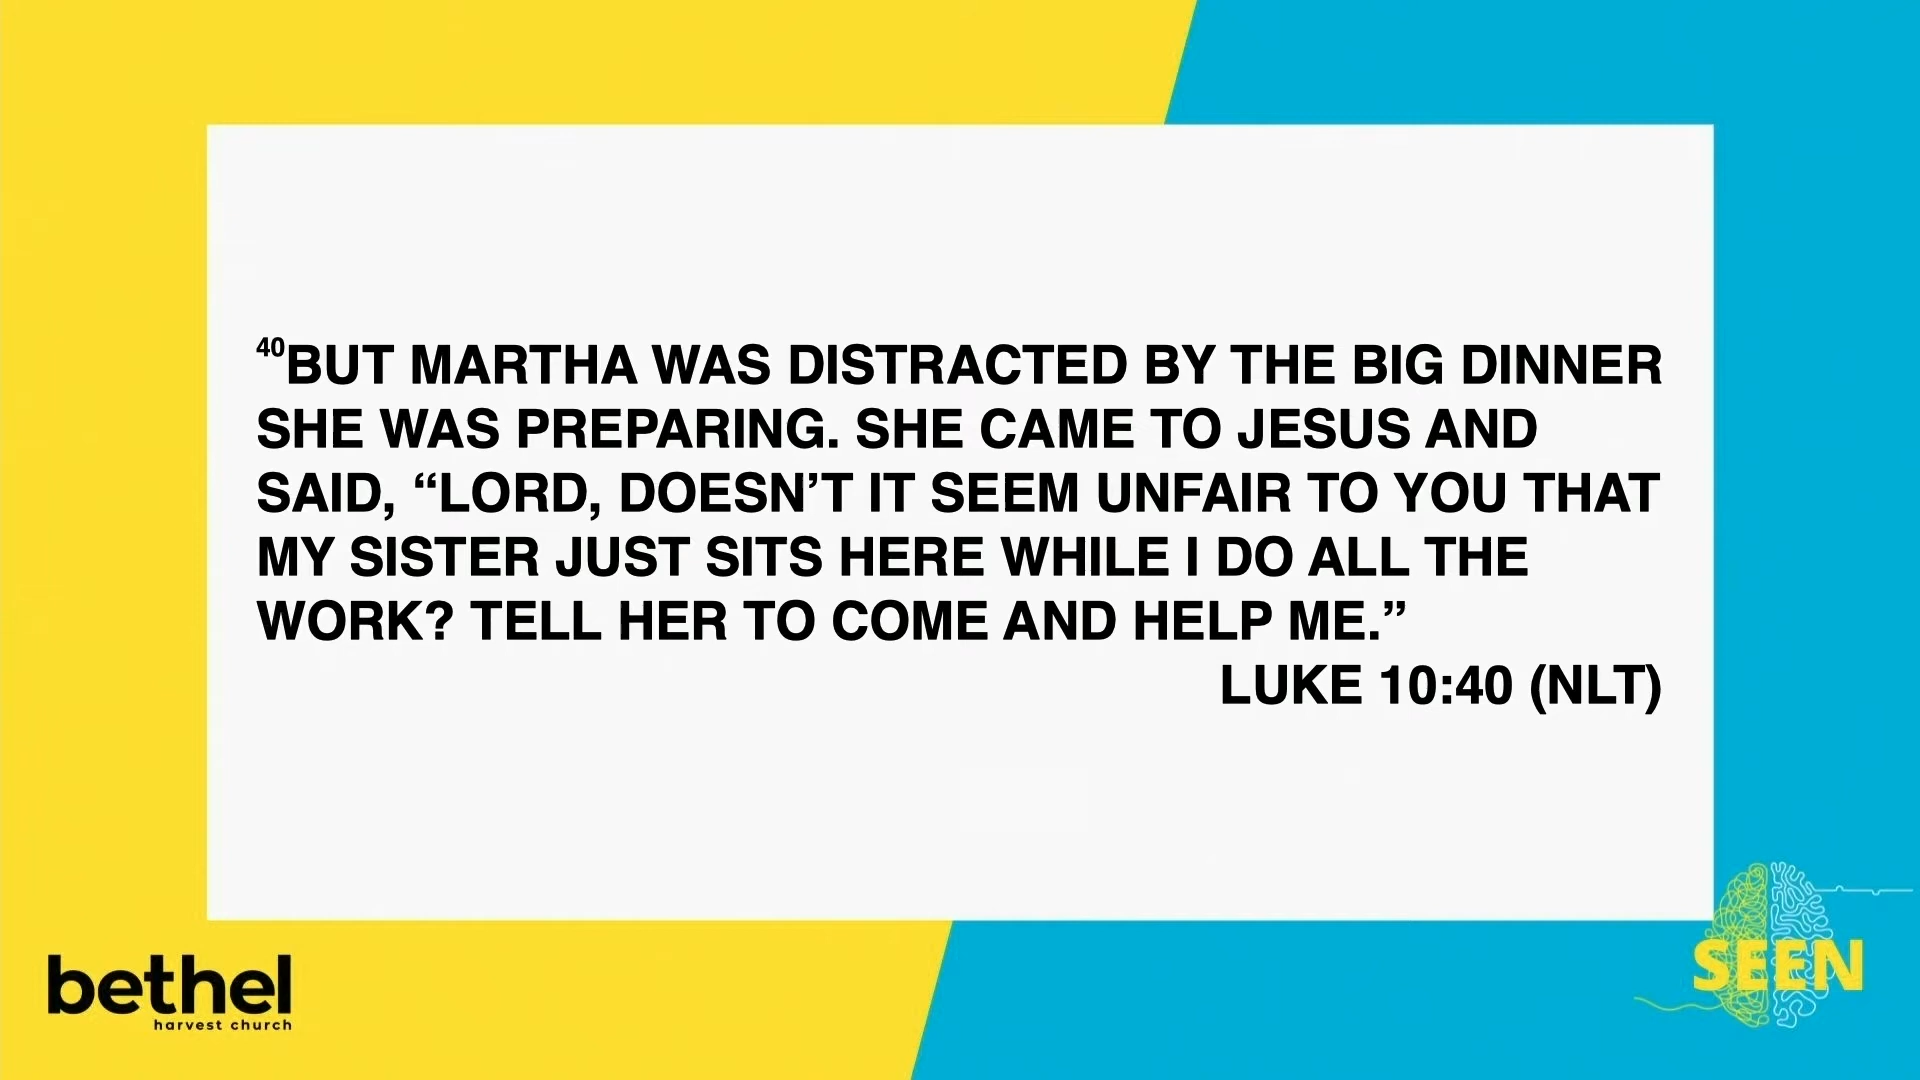 40BUT MARTHA WAS DISTRACTED BY THE BIG DINNER
SHE WAS PREPARING. SHE CAME TO JESUS AND
SAID, “LORD, DOESN’T IT SEEM UNFAIR TO YOU THAT
MY SISTER JUST SITS HERE WHILE I DO ALL THE
WORK? TELL HER TO COME AND HELP ME.”
LUKE 10:40 (NLT)
bethel
harvest church
SEEN